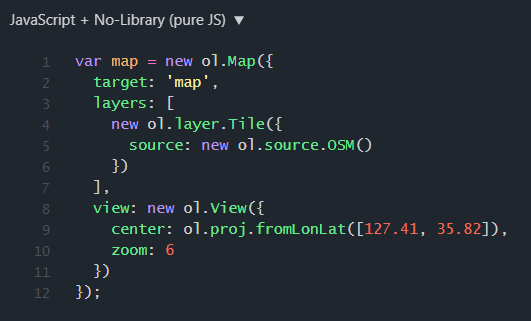 JavaScript + No-Library (pure JS) ▼
1 var map = new ol.Map({
2   target: 'map',
3   layers: [
4     new ol.layer.Tile({
5       source: new ol.source.OSM()
6     })
7   ],
8   view: new ol.View({
9     center: ol.proj.fromLonLat([127.41, 35.82]),
10     zoom: 6
11   })
12 });